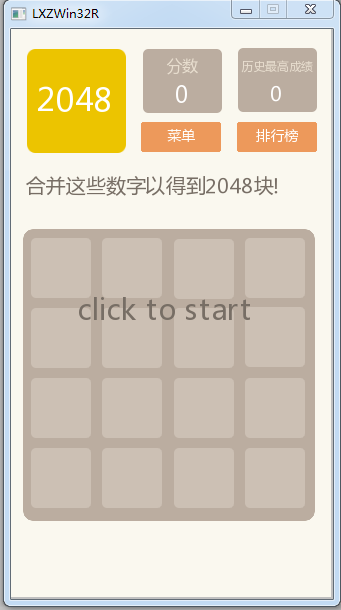 LXZWin32R
2048
分数
0
历史最高成绩
0
菜单
排行榜
合并这些数字以得到2048块!
click to start